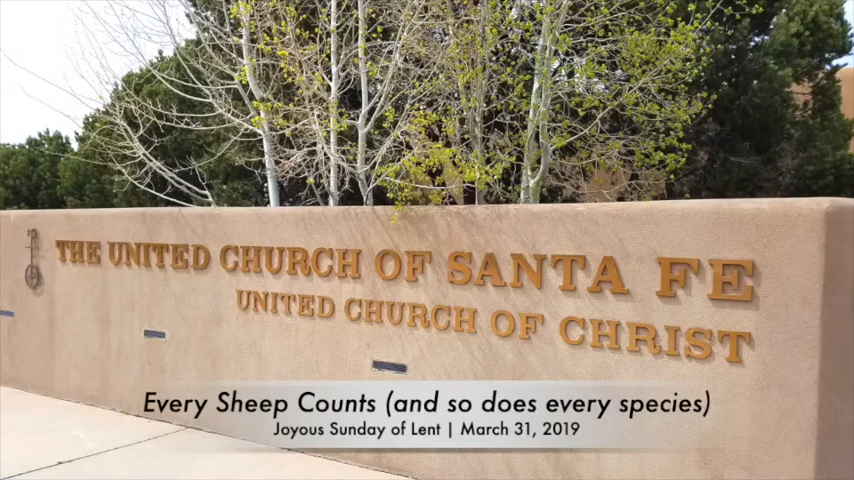 THE UNITED CHURCH OF SANTA FE
UNITED CHURCH OF CHRIST
Every Sheep Counts (and so does every species)
Joyous Sunday of Lent | March 31, 2019